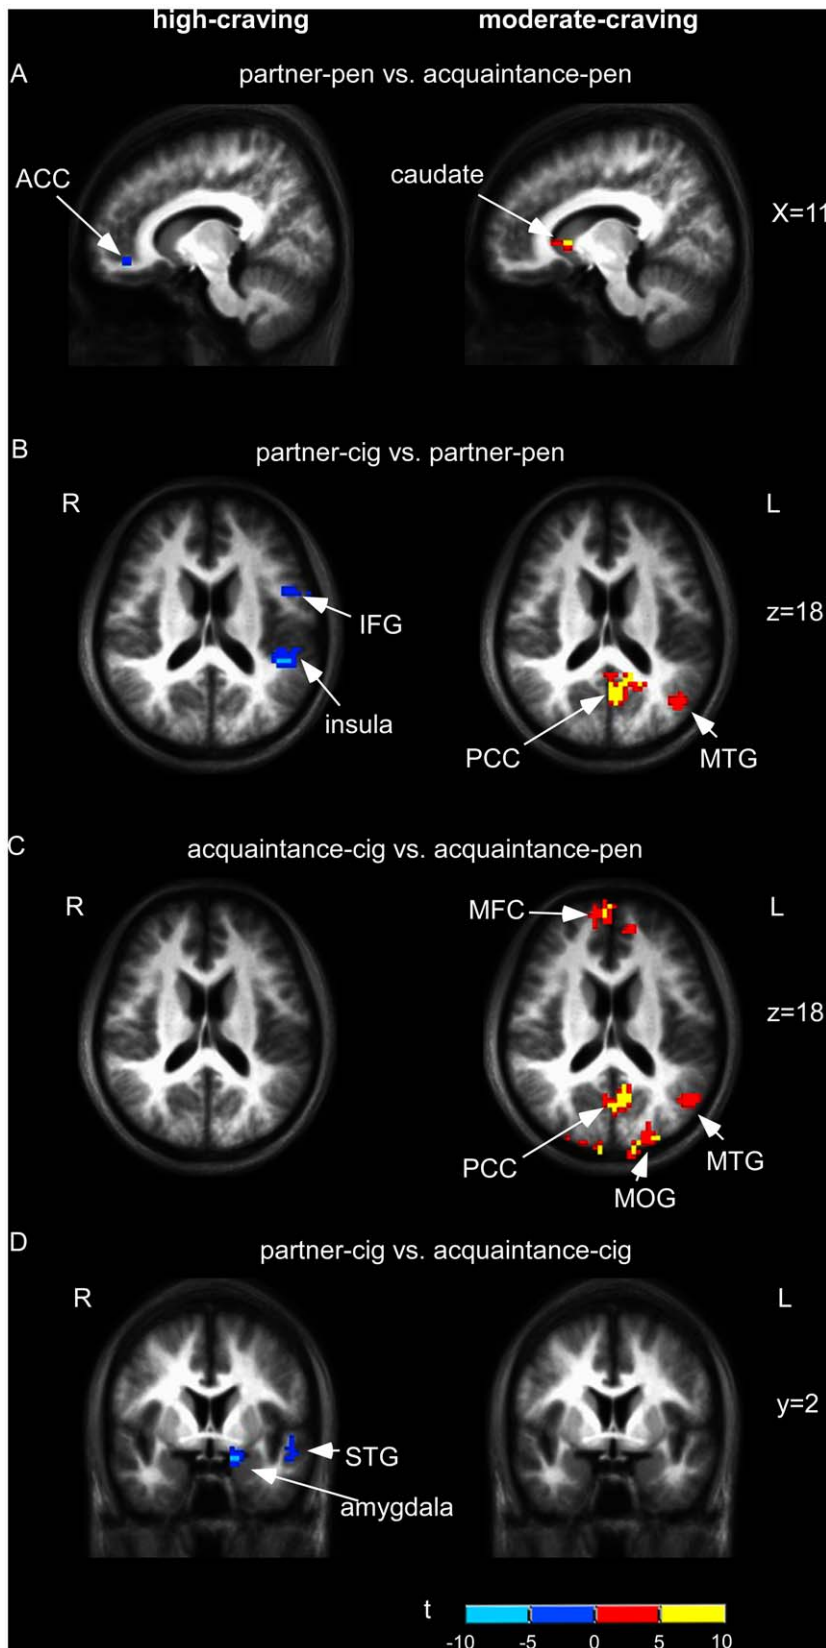 high-craving moderate-craving
A partner-pen vs. acquaintance-pen
ACC caudate X=11
B partner-cig vs. partner-pen
R L
IFG z=18
insula PCC MTG
C acquaintance-cig vs. acquaintance-pen
R MFC L
z=18
PCC MTG
MOG
D partner-cig vs. acquaintance-cig
R L
y=2
STG
amygdala
t
-10 -5 0 5 10